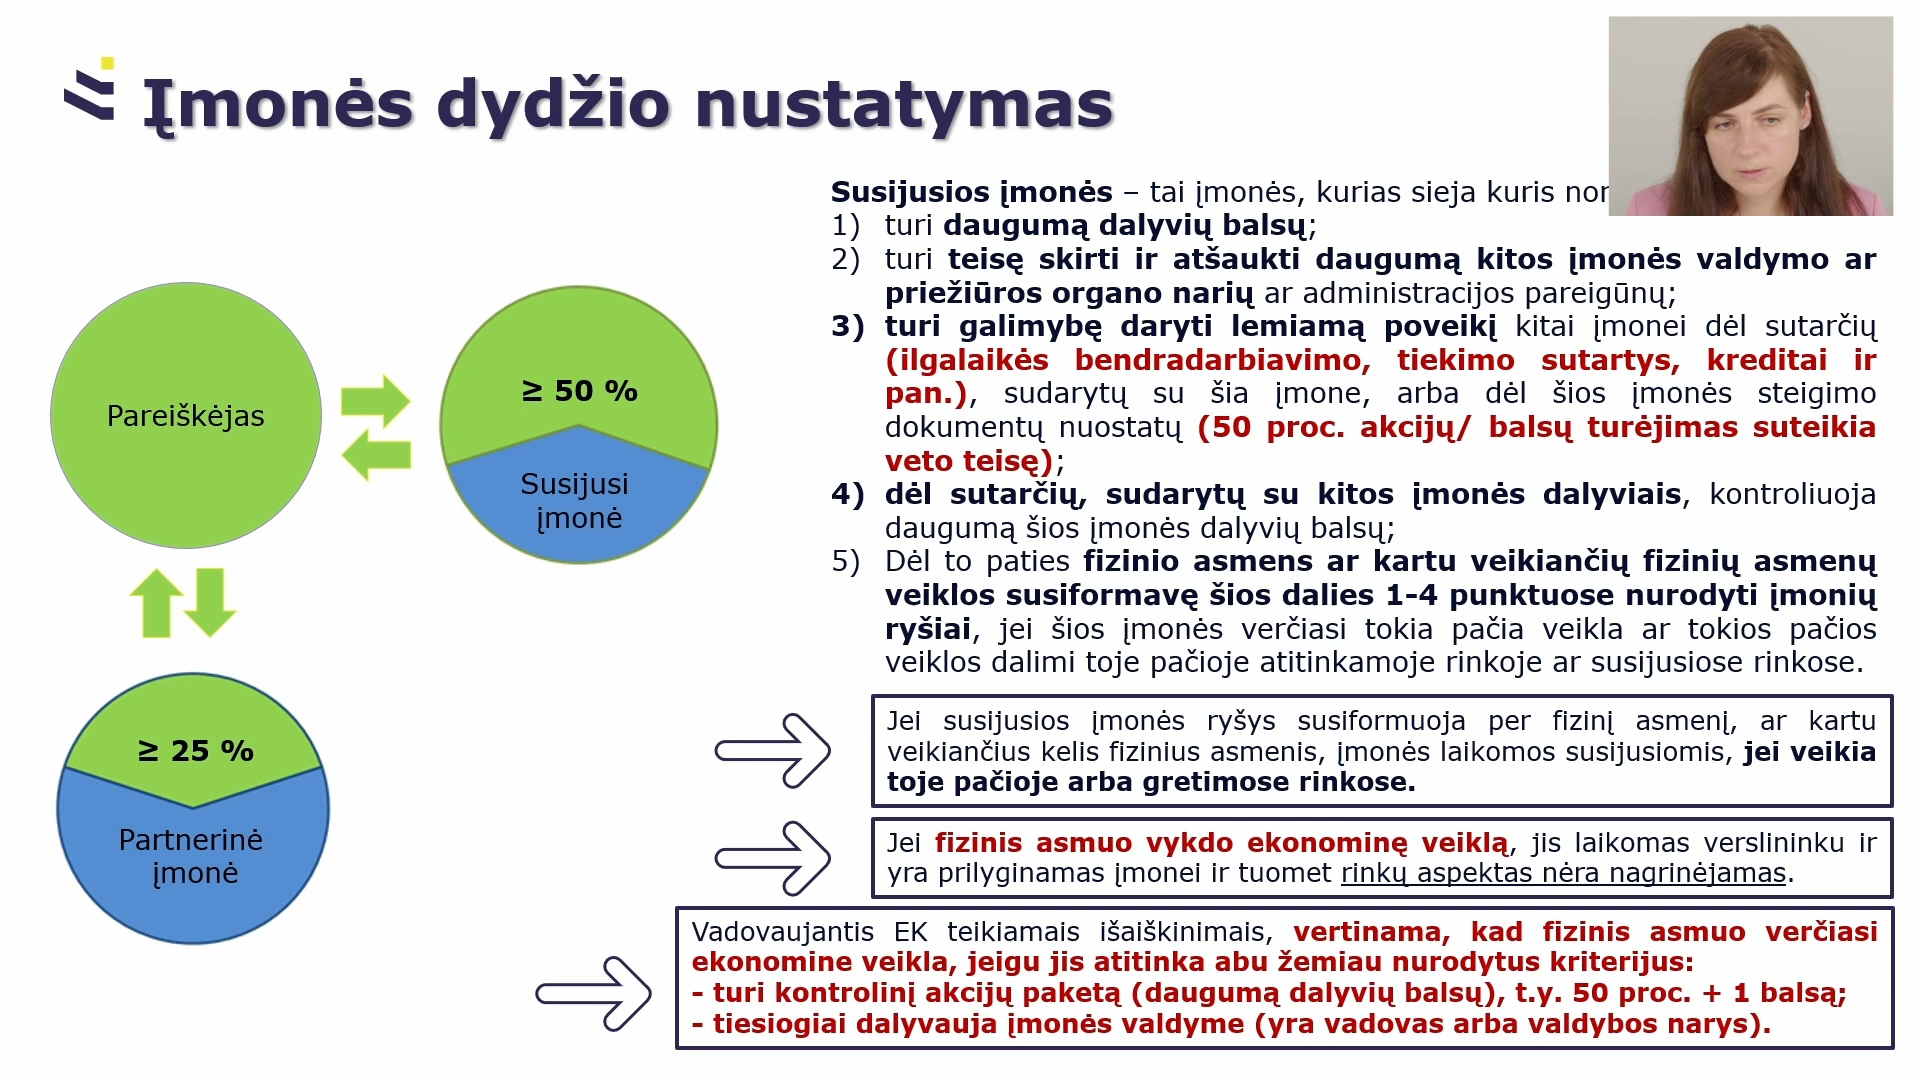 Įmonės dydžio nustatymas
Susijusios įmonės – tai įmonės, kurias sieja kuris
1) turi daugumą dalyvių balsų;
2) turi teisę skirti ir atšaukti daugumą kitos įmonės valdymo ar
priežiūros organo narių ar administracijos pareigūnų;
3) turi galimybę daryti lemiamą poveikį kitai įmonei dėl sutarčių
(ilgalaikės bendradarbiavimo, tiekimo sutartys, kreditai ir
pan.), sudarytų su šia įmone, arba dėl šios įmonės steigimo
dokumentų nuostatų (50 proc. akcijų/ balsų turėjimas suteikia
veto teisę);
4) dėl sutarčių, sudarytų su kitos įmonės dalyviais, kontroliuoja
daugumą šios įmonės dalyvių balsų;
5) Dėl to paties fizinio asmens ar kartu veikiančių fizinių asmenų
veiklos susiformavę šios dalies 1-4 punktuose nurodyti įmonių
ryšiai, jei šios įmonės verčiasi tokia pačia veikla ar tokios pačios
veiklos dalimi toje pačioje atitinkamoje rinkoje ar susijusiose rinkose.
Pareiškėjas
≥ 50 %
Susijusi
įmonė
≥ 25 %
Partnerinė
įmonė
Jei susijusios įmonės ryšys susiformuoja per fizinį asmenį, ar kartu
veikiančius kelis fizinius asmenis, įmonės laikomos susijusiomis, jei veikia
toje pačioje arba gretimose rinkose.
Jei fizinis asmuo vykdo ekonominę veiklą, jis laikomas verslininku ir
yra prilyginamas įmonei ir tuomet rinkų aspektas nėra nagrinėjamas.
Vadovaujantis EK teikiamais išaiškinimais, vertinama, kad fizinis asmuo verčiasi
ekonomine veikla, jeigu jis atitinka abu žemiau nurodytus kriterijus:
- turi kontrolinį akcijų paketą (daugumą dalyvių balsų), t.y. 50 proc. + 1 balsą;
- tiesiogiai dalyvauja įmonės valdyme (yra vadovas arba valdybos narys).